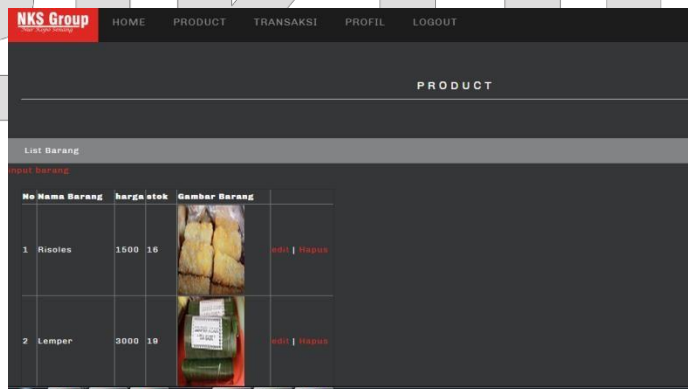 NKS Group
HOME PRODUCT TRANSAKSI PROFIL LOGOUT
PRODUCT
List Barang
input barang
No Nama Barang harga stok Gambar Barang
1 Risoles 1500 16 edit | Hapus
2 Lemper 3000 19 edit | Hapus